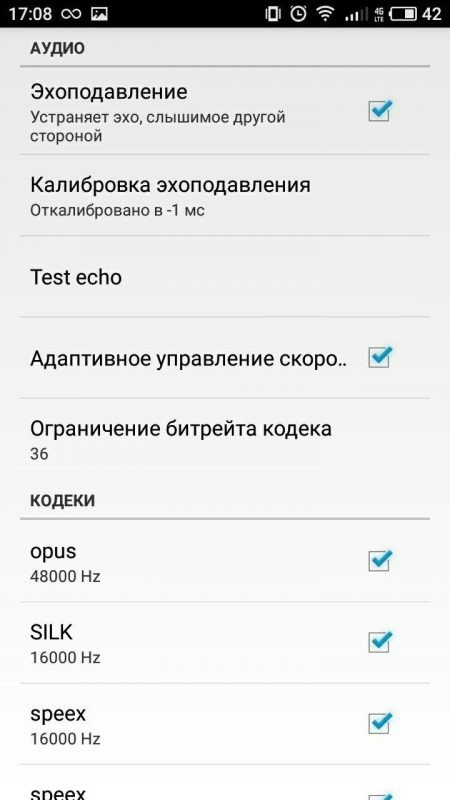 17:08 4G LTE 42
АУДИО
Эхоподавление
Устраняет эхо, слышимое другой
стороной
Калибровка эхоподавления
Откалибровано в -1 мс
Test echo
Адаптивное управление скоро..
Ограничение битрейта кодека
36
КОДЕКИ
opus
48000 Hz
SILK
16000 Hz
speex
16000 Hz
speex